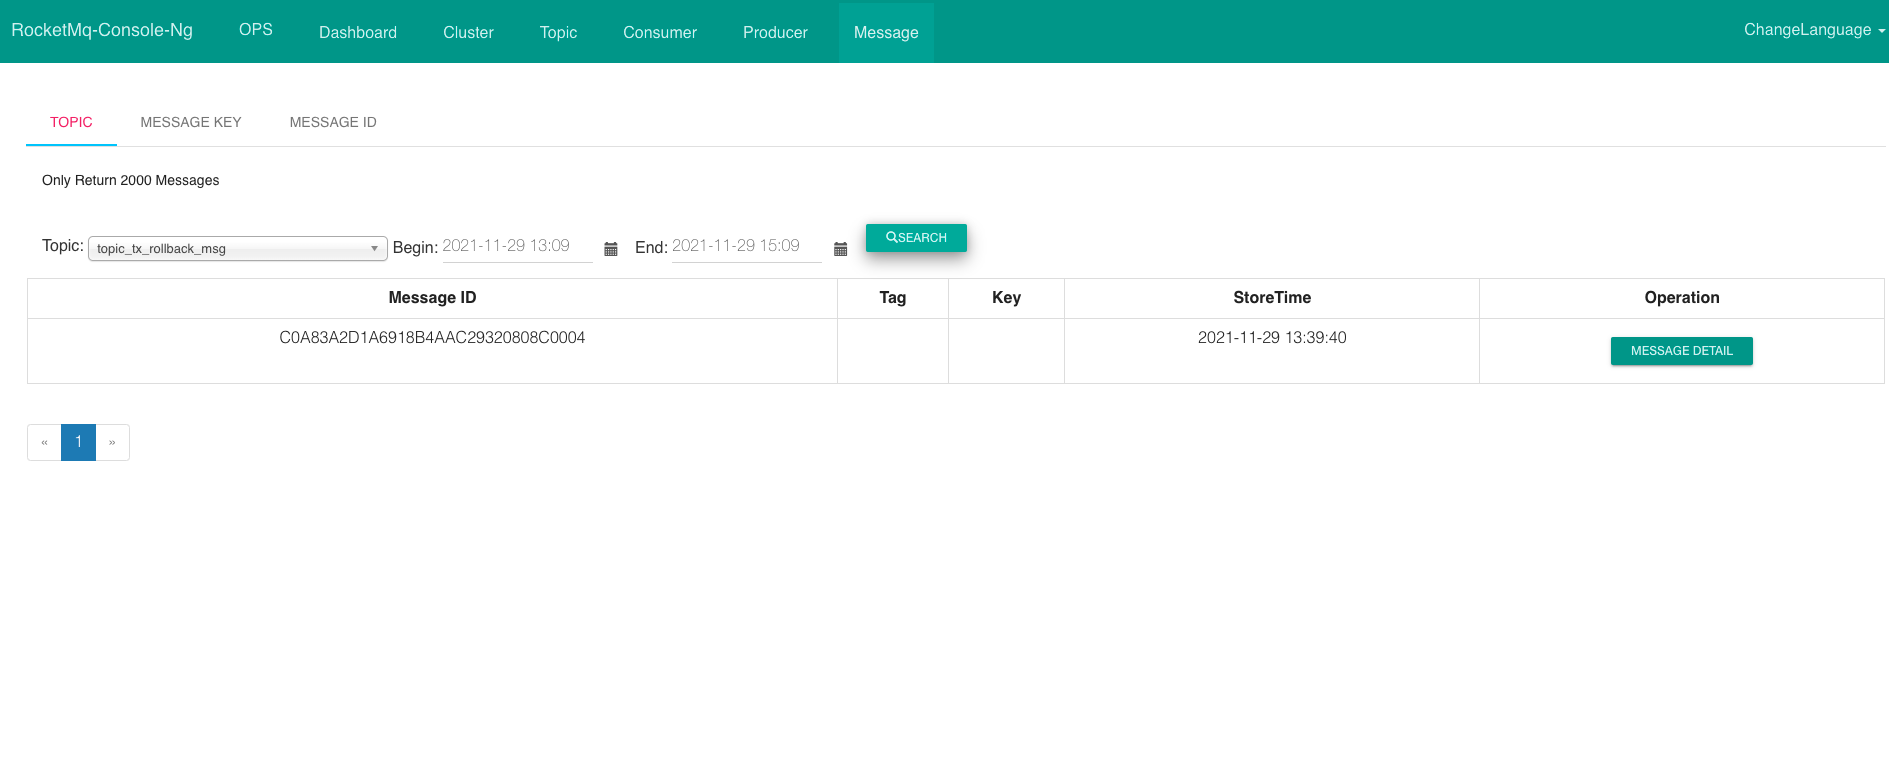 RocketMq-Console-Ng OPS Dashboard Cluster Topic Consumer Producer Message ChangeLanguage
TOPIC MESSAGE KEY MESSAGE ID
Only Return 2000 Messages
Topic: topic_tx_rollback_msg Begin: 2021-11-29 13:09 End: 2021-11-29 15:09 SEARCH
Message ID Tag Key StoreTime Operation
C0A83A2D1A6918B4AAC29320808C0004 2021-11-29 13:39:40 MESSAGE DETAIL
« 1 »